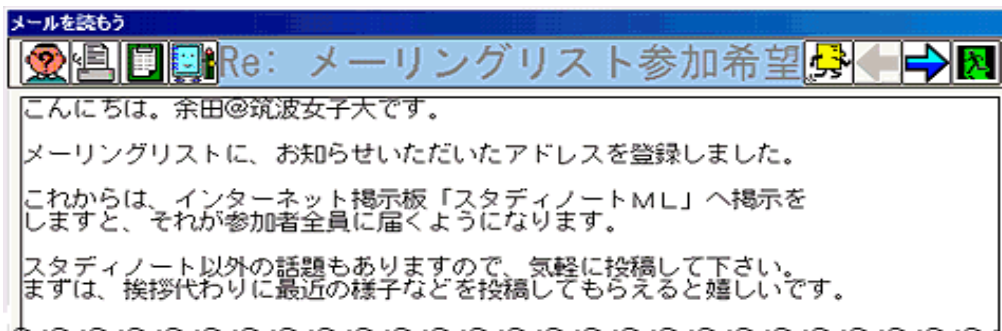 メールを読もう
Re: メーリングリスト参加希望
こんにちは。余田@筑波女子大です。
メーリングリストに、お知らせいただいたアドレスを登録しました。
これからは、インターネット掲示板「スタディノートＭＬ」へ掲示を
しますと、それが参加者全員に届くようになります。
スタディノート以外の話題もありますので、気軽に投稿して下さい。
まずは、挨拶代わりに最近の様子などを投稿してもらえると嬉しいです。